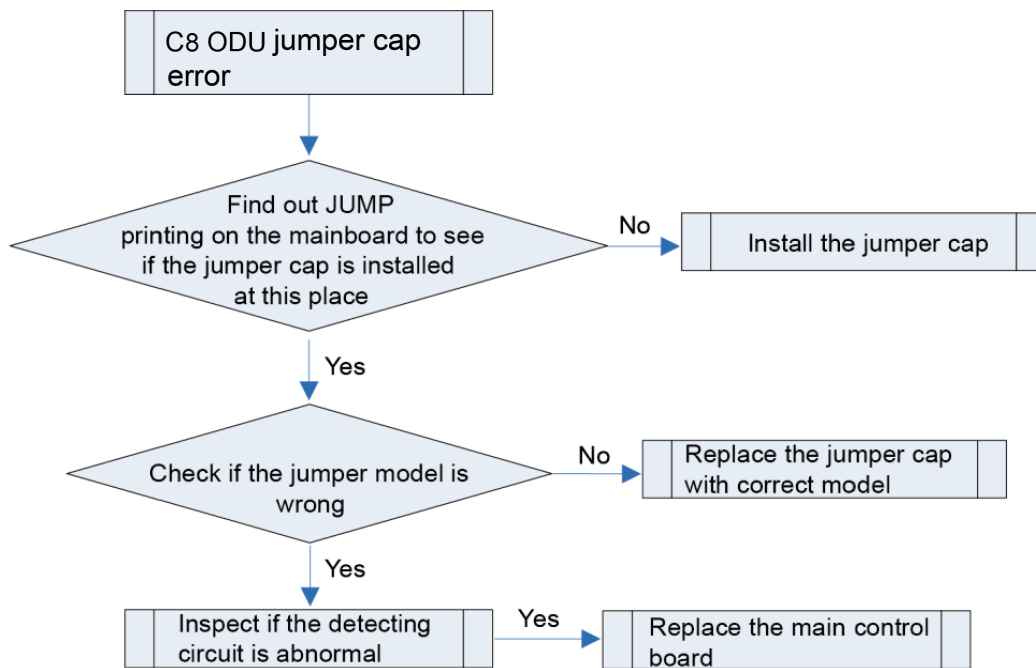 C8 ODU jumper cap
error
Find out JUMP
printing on the mainboard to see
if the jumper cap is installed
at this place
No
Install the jumper cap
Yes
Check if the jumper model is
wrong
No
Replace the jumper cap
with correct model
Yes
Inspect if the detecting
circuit is abnormal
Yes
Replace the main control
board